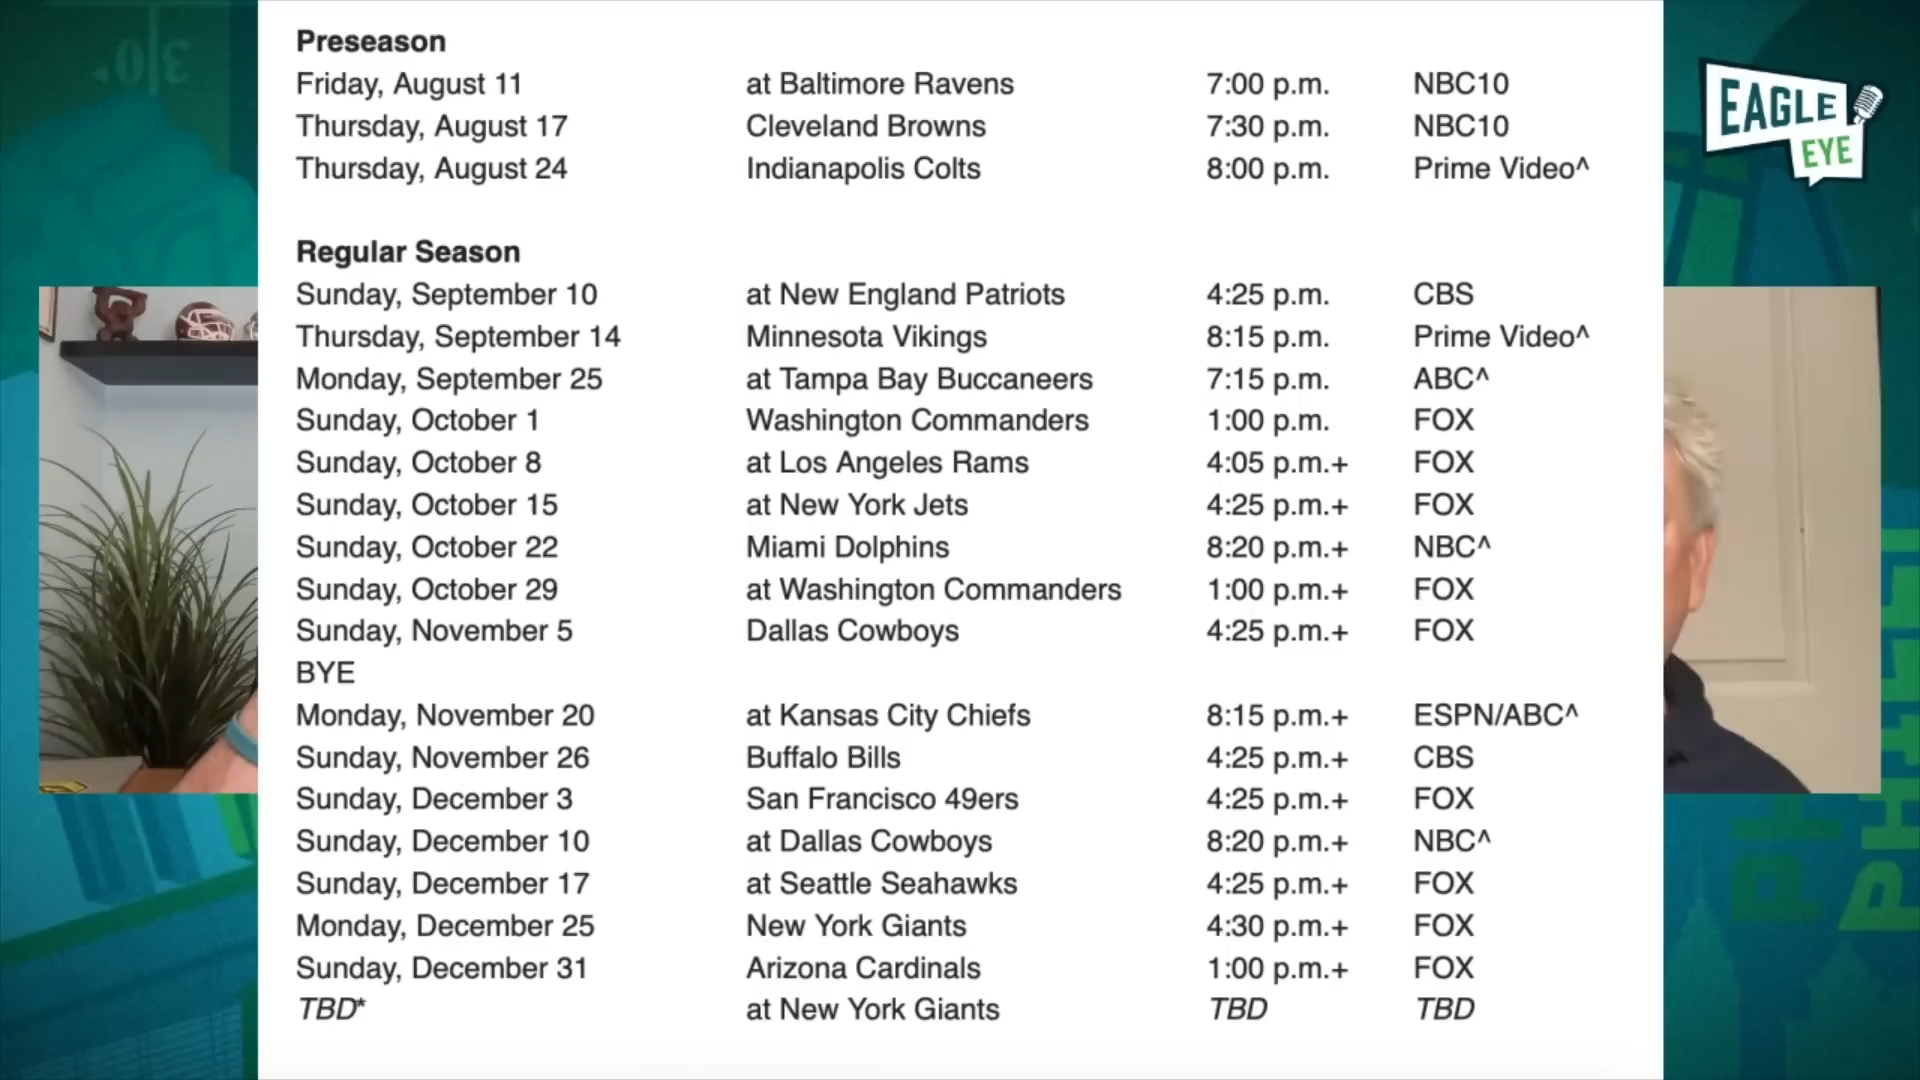 Preseason
Friday, August 11 at Baltimore Ravens 7:00 p.m. NBC10
Thursday, August 17 Cleveland Browns 7:30 p.m. NBC10
Thursday, August 24 Indianapolis Colts 8:00 p.m. Prime Video^
Regular Season
Sunday, September 10 at New England Patriots 4:25 p.m. CBS
Thursday, September 14 Minnesota Vikings 8:15 p.m. Prime Video^
Monday, September 25 at Tampa Bay Buccaneers 7:15 p.m. ABC^
Sunday, October 1 Washington Commanders 1:00 p.m. FOX
Sunday, October 8 at Los Angeles Rams 4:05 p.m.+ FOX
Sunday, October 15 at New York Jets 4:25 p.m.+ FOX
Sunday, October 22 Miami Dolphins 8:20 p.m.+ NBC^
Sunday, October 29 at Washington Commanders 1:00 p.m.+ FOX
Sunday, November 5 Dallas Cowboys 4:25 p.m.+ FOX
BYE
Monday, November 20 at Kansas City Chiefs 8:15 p.m.+ ESPN/ABC^
Sunday, November 26 Buffalo Bills 4:25 p.m.+ CBS
Sunday, December 3 San Francisco 49ers 4:25 p.m.+ FOX
Sunday, December 10 at Dallas Cowboys 8:20 p.m.+ NBC^
Sunday, December 17 at Seattle Seahawks 4:25 p.m.+ FOX
Monday, December 25 New York Giants 4:30 p.m.+ FOX
Sunday, December 31 Arizona Cardinals 1:00 p.m.+ FOX
TBD* at New York Giants TBD TBD
EAGLE
EYE